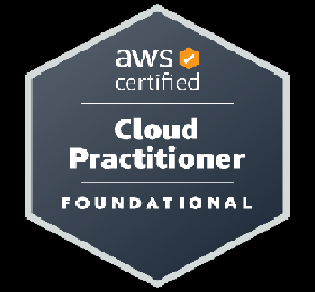 aws
certified
Cloud
Practitioner
FOUNDATIONAL